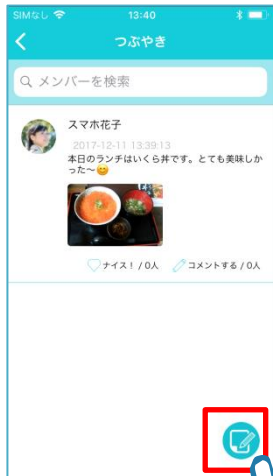 SIMなし 13:40
つぶやき
メンバーを検索
スマホ花子
2017-12-11 13:39:13
本日のランチはいくら丼です。とても美味しか
った〜😊
ナイス！ / 0人 コメントする / 0人